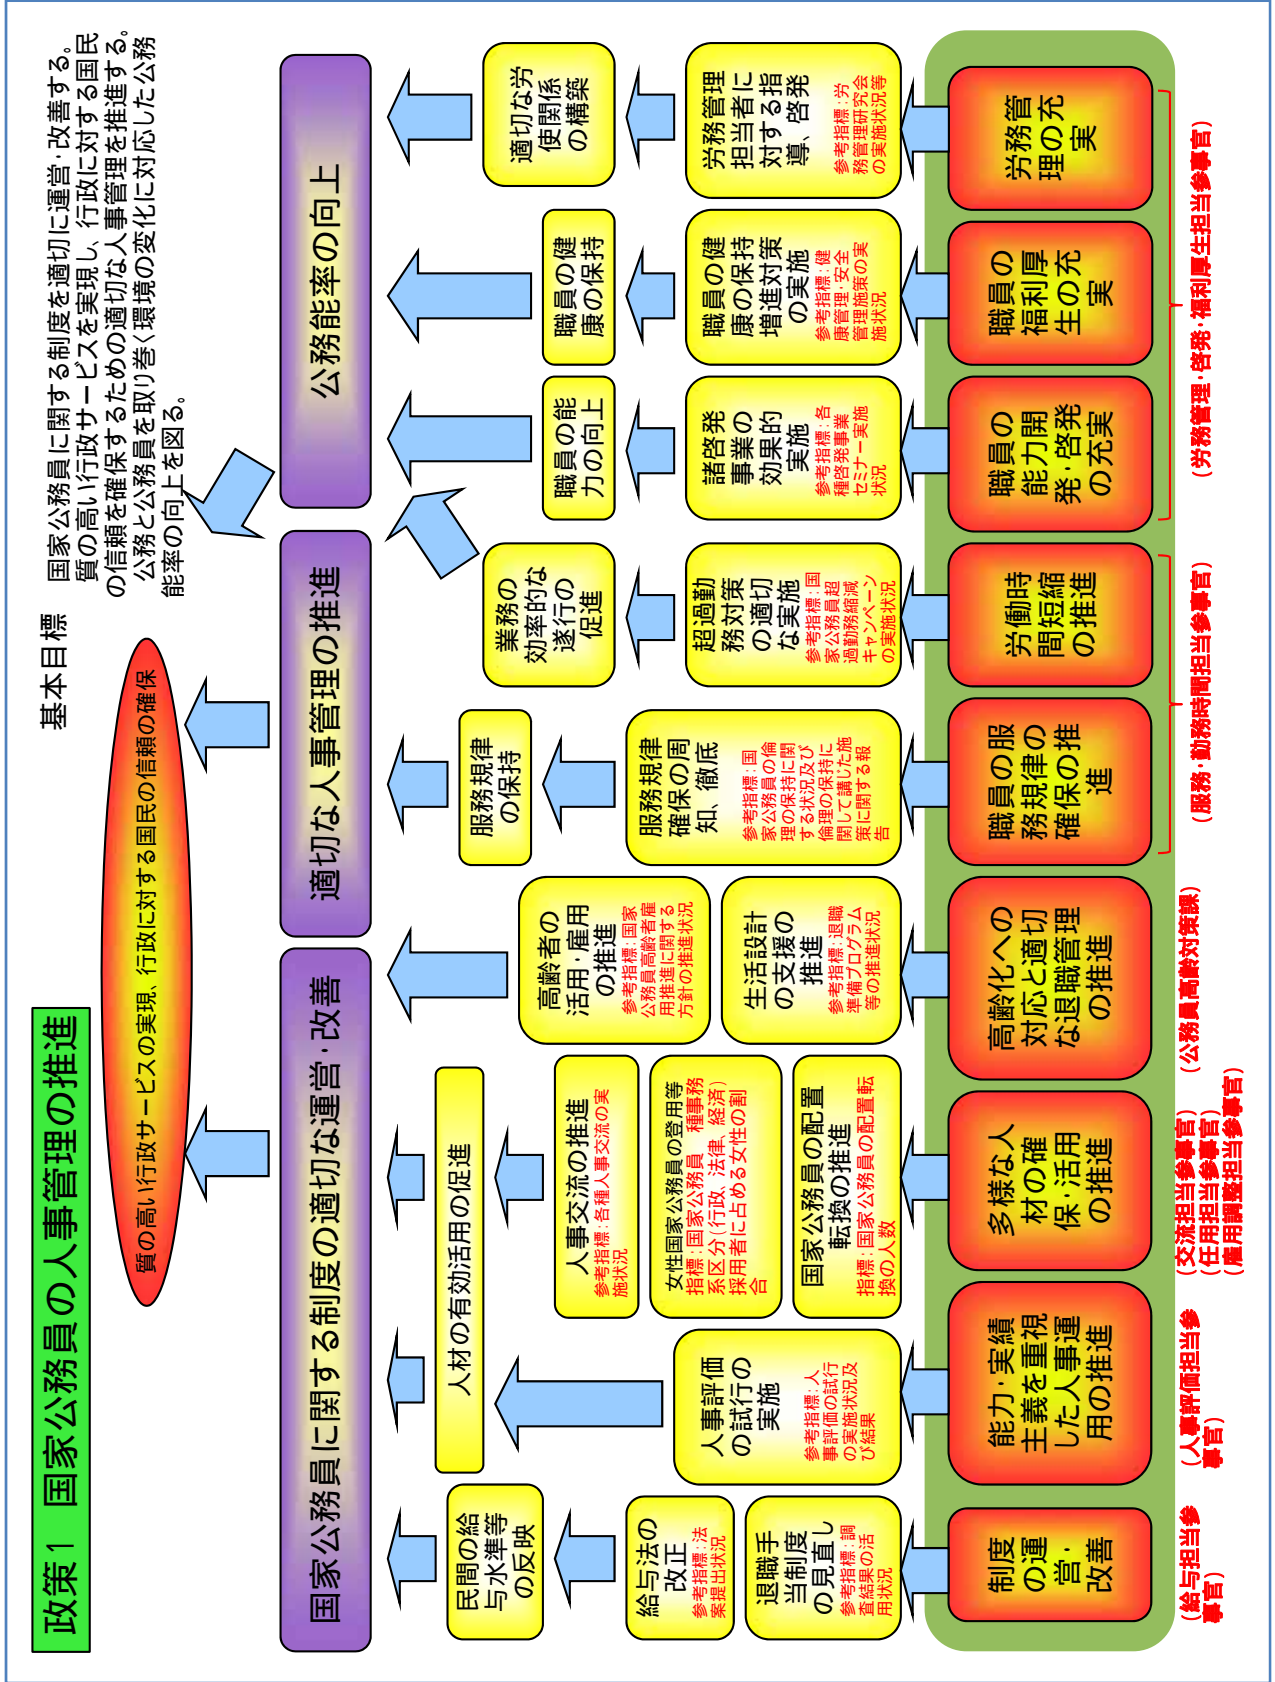 政策1 国家公務員の人事管理の推進
基本目標
国家公務員に関する制度を適切に運営・改善する。
質の高い行政サービスを実現し、行政に対する国民
の信頼を確保するための適切な人事管理を推進する。
公務と公務員を取り巻く環境の変化に対応した公務
能率の向上を図る。
質の高い行政サービスの実現、行政に対する国民の信頼の確保
国家公務員に関する制度の適切な運営・改善
適切な人事管理の推進
公務能率の向上
民間の給
与水準等
の反映
人材の有効活用の促進
服務規律
の保持
業務の
効率的な
遂行の
促進
職員の能
力の向上
職員の健
康の保持
適切な労
使関係
の構築
給与法の
改正
参考指標:法
案提出状況
退職手
当制度
の見直し
参考指標:調
査結果の活
用状況
人事評価
の試行の
実施
参考指標:人
事評価の試行
の実施状況及
び結果
人事交流の推進
参考指標:各種人事交流の実
施状況
女性国家公務員の登用等
指標:国家公務員 種事務
系区分(行政、法律、経済)
採用者に占める女性の割
合
国家公務員の配置
転換の推進
指標:国家公務員の配置転
換の人数
高齢者の
活用・雇用
の推進
参考指標:国家
公務員高齢者雇
用推進に関する
方針の推進状況
生活設計
の支援の
推進
参考指標:退職
準備プログラム
等の推進状況
服務規律
確保の周
知、徹底
参考指標:国
家公務員の倫
理の保持に関
する状況及び
倫理の保持に
関して講じた施
策に関する報
告
超過勤
務対策
の適切
な実施
参考指標:国
家公務員超
過勤務縮減
キャンペーン
の実施状況
諸啓発
事業の
効果的
実施
参考指標:各
種啓発事業
セミナー実施
状況
職員の健
康の保持
増進対策
の実施
参考指標:健
康管理・安全
管理施策の実
施状況
労務管理
担当者に
対する指
導、啓発
参考指標:労
務管理研究会
の実施状況等
制度
の運
営・
改善
能力・実績
主義を重視
した人事運
用の推進
多様な人
材の確
保・活用
の推進
高齢化への
対応と適切
な退職管理
の推進
職員の服
務規律の
確保の推
進
労働時
間短縮
の推進
職員の
能力開
発・啓発
の充実
職員の
福利厚
生の充
実
労務管
理の充
実
(給与担当参
事官)
(人事評価担当参
事官)
(交流担当参事官)
(任用担当参事官)
(雇用調整担当参事官)
(公務員高齢対策課)
(服務・勤務時間担当参事官)
(労務管理・啓発・福利厚生担当参事官)